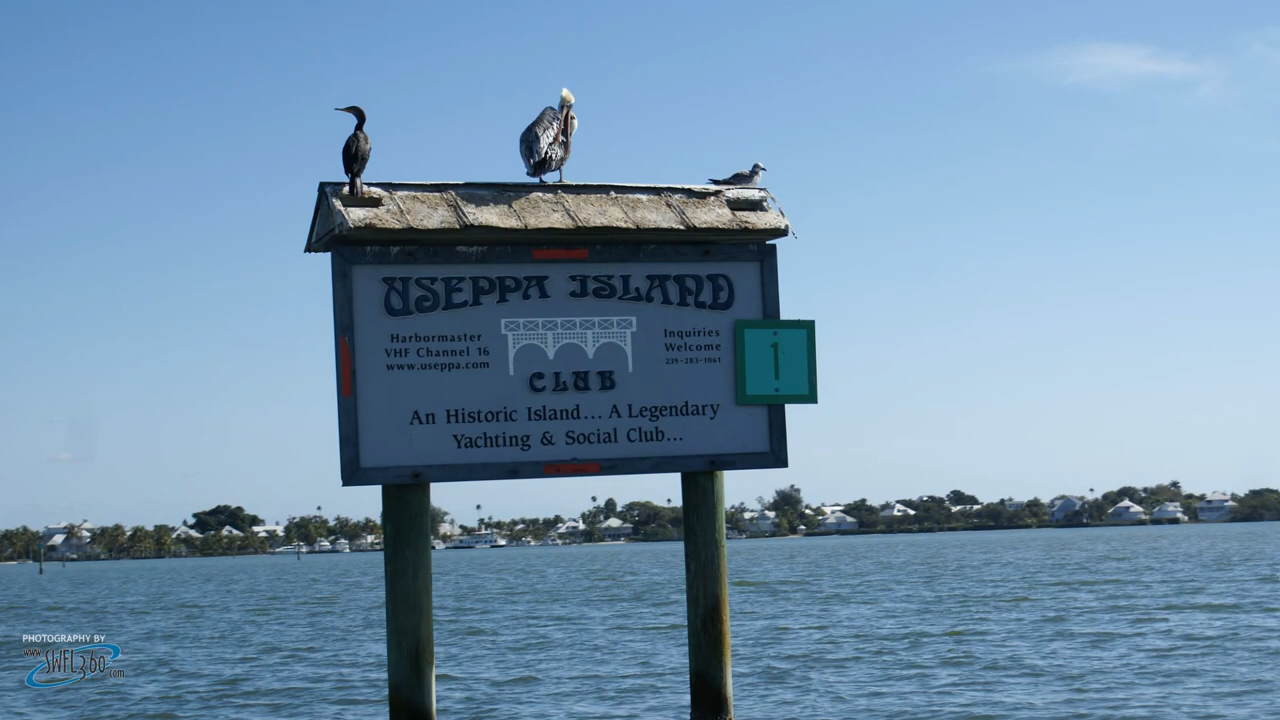 USEPPA ISLAND
Harbormaster
VHF Channel 16
www.useppa.com
Inquiries
Welcome
239-283-1061
1
CLUB
An Historic Island... A Legendary
Yachting & Social Club...
PHOTOGRAPHY BY
www.SWFL360.com